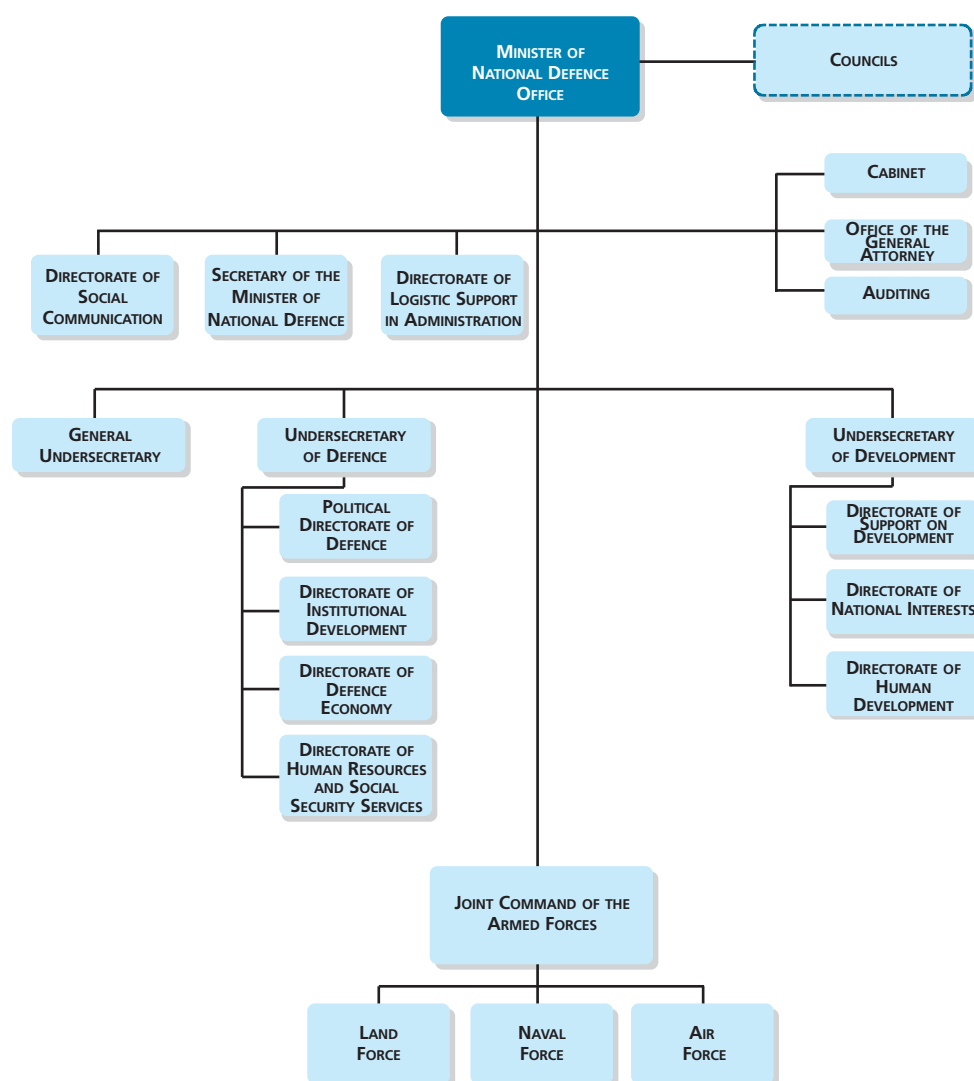 Minister of
National Defence
Office
Councils
Cabinet
Office of the
General
Attorney
Auditing
Directorate of
Social
Communication
Secretary of the
Minister of
National Defence
Directorate of
Logistic Support
in Administration
General
Undersecretary
Undersecretary
of Defence
Undersecretary
of Development
Political
Directorate of
Defence
Directorate of
Institutional
Development
Directorate of
Defence
Economy
Directorate of
Human Resources
and Social
Security Services
Directorate of
Support on
Development
Directorate of
National Interests
Directorate of
Human
Development
Joint Command of the
Armed Forces
Land
Force
Naval
Force
Air
Force